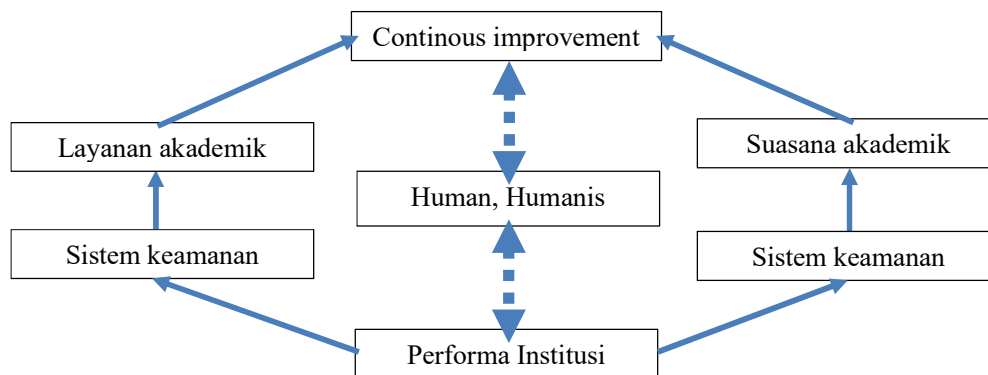 Continous improvement
Layanan akademik
Suasana akademik
Human, Humanis
Sistem keamanan
Sistem keamanan
Performa Institusi